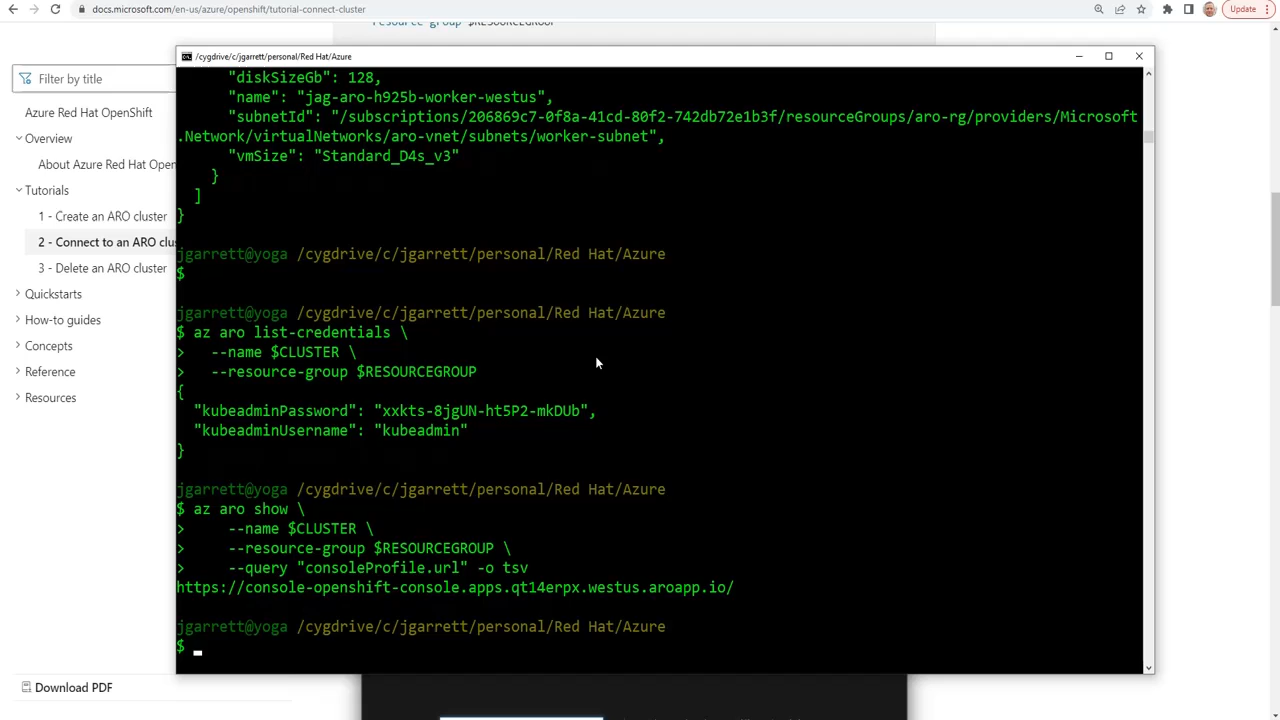 docs.microsoft.com/en-us/azure/openshift/tutorial-connect-cluster
Update
resource group $RESOURCEGROUP
/cygdrive/c/jgarrett/personal/Red Hat/Azure
Filter by title
Azure Red Hat OpenShift
Overview
About Azure Red Hat Open
Tutorials
1 - Create an ARO cluster
2 - Connect to an ARO clu
3 - Delete an ARO cluster
Quickstarts
How-to guides
Concepts
Reference
Resources
Download PDF
"diskSizeGb": 128,
"name": "jag-aro-h925b-worker-westus",
"subnetId": "/subscriptions/206869c7-0f8a-41cd-80f2-742db72e1b3f/resourceGroups/aro-rg/providers/Microsoft
.Network/virtualNetworks/aro-vnet/subnets/worker-subnet",
"vmSize": "Standard_D4s_v3"
}
]
}
jgarrett@yoga /cygdrive/c/jgarrett/personal/Red Hat/Azure
$
jgarrett@yoga /cygdrive/c/jgarrett/personal/Red Hat/Azure
$ az aro list-credentials \
> --name $CLUSTER \
> --resource-group $RESOURCEGROUP
{
"kubeadminPassword": "xxkts-8jgUN-ht5P2-mkDUb",
"kubeadminUsername": "kubeadmin"
}
jgarrett@yoga /cygdrive/c/jgarrett/personal/Red Hat/Azure
$ az aro show \
> --name $CLUSTER \
> --resource-group $RESOURCEGROUP \
> --query "consoleProfile.url" -o tsv
https://console-openshift-console.apps.qt14erpx.westus.aroapp.io/
jgarrett@yoga /cygdrive/c/jgarrett/personal/Red Hat/Azure
$